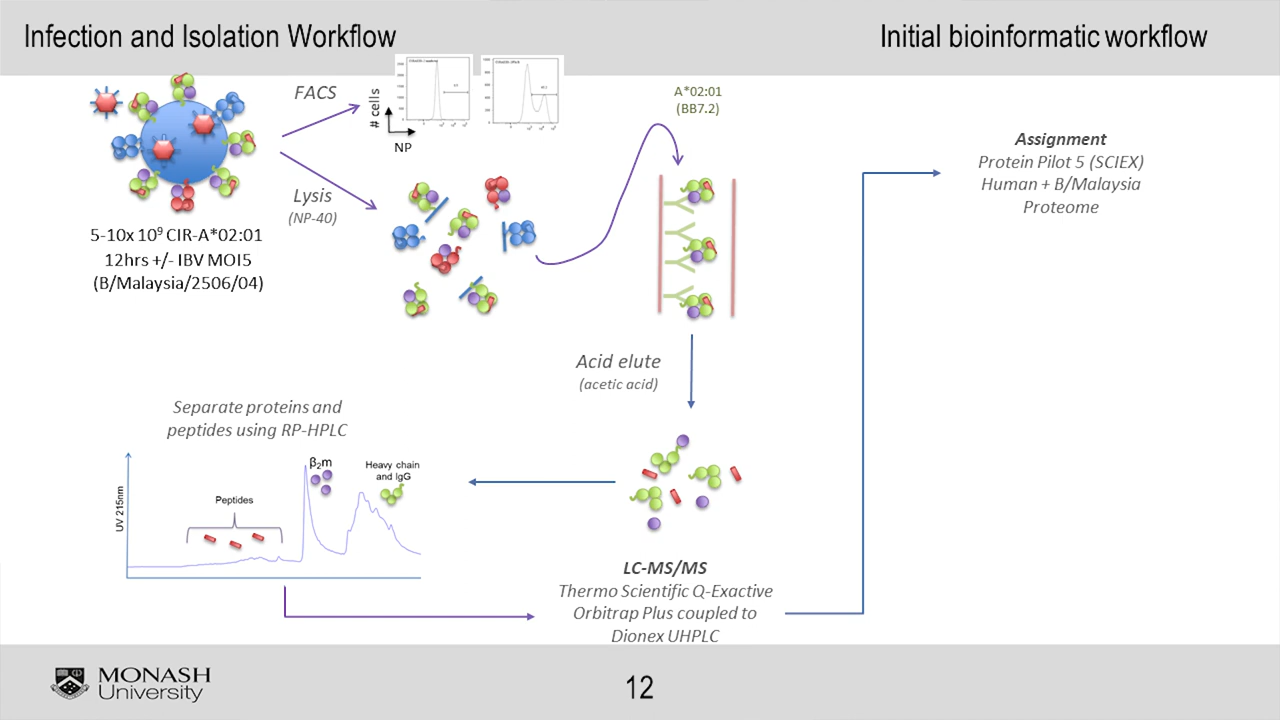 Infection and Isolation Workflow
Initial bioinformatic workflow
FACS
# cells
NP
Lysis
(NP-40)
5-10x 10⁹ CIR-A*02:01
12hrs +/- IBV MOI5
(B/Malaysia/2506/04)
A*02:01
(BB7.2)
Acid elute
(acetic acid)
Separate proteins and
peptides using RP-HPLC
UV 215nm
Peptides
β₂m
Heavy chain
and IgG
LC-MS/MS
Thermo Scientific Q-Exactive
Orbitrap Plus coupled to
Dionex UHPLC
Assignment
Protein Pilot 5 (SCIEX)
Human + B/Malaysia
Proteome
MONASH
University
12